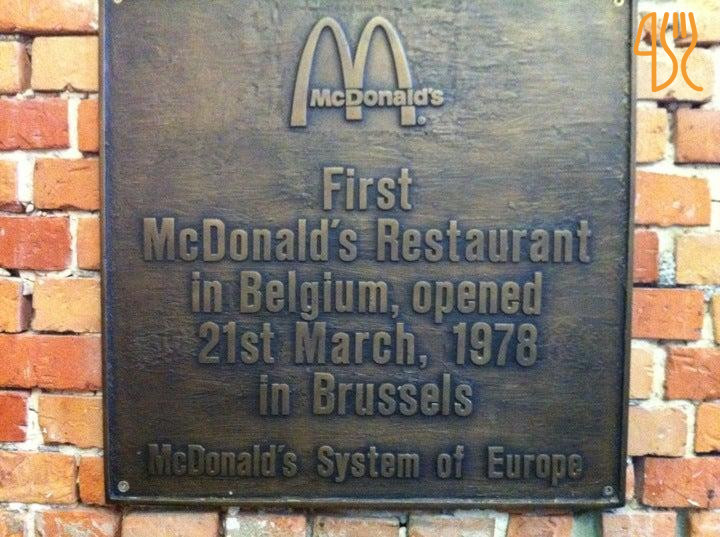 McDonald's
First
McDonald's Restaurant
in Belgium, opened
21st March, 1978
in Brussels
McDonald's System of Europe